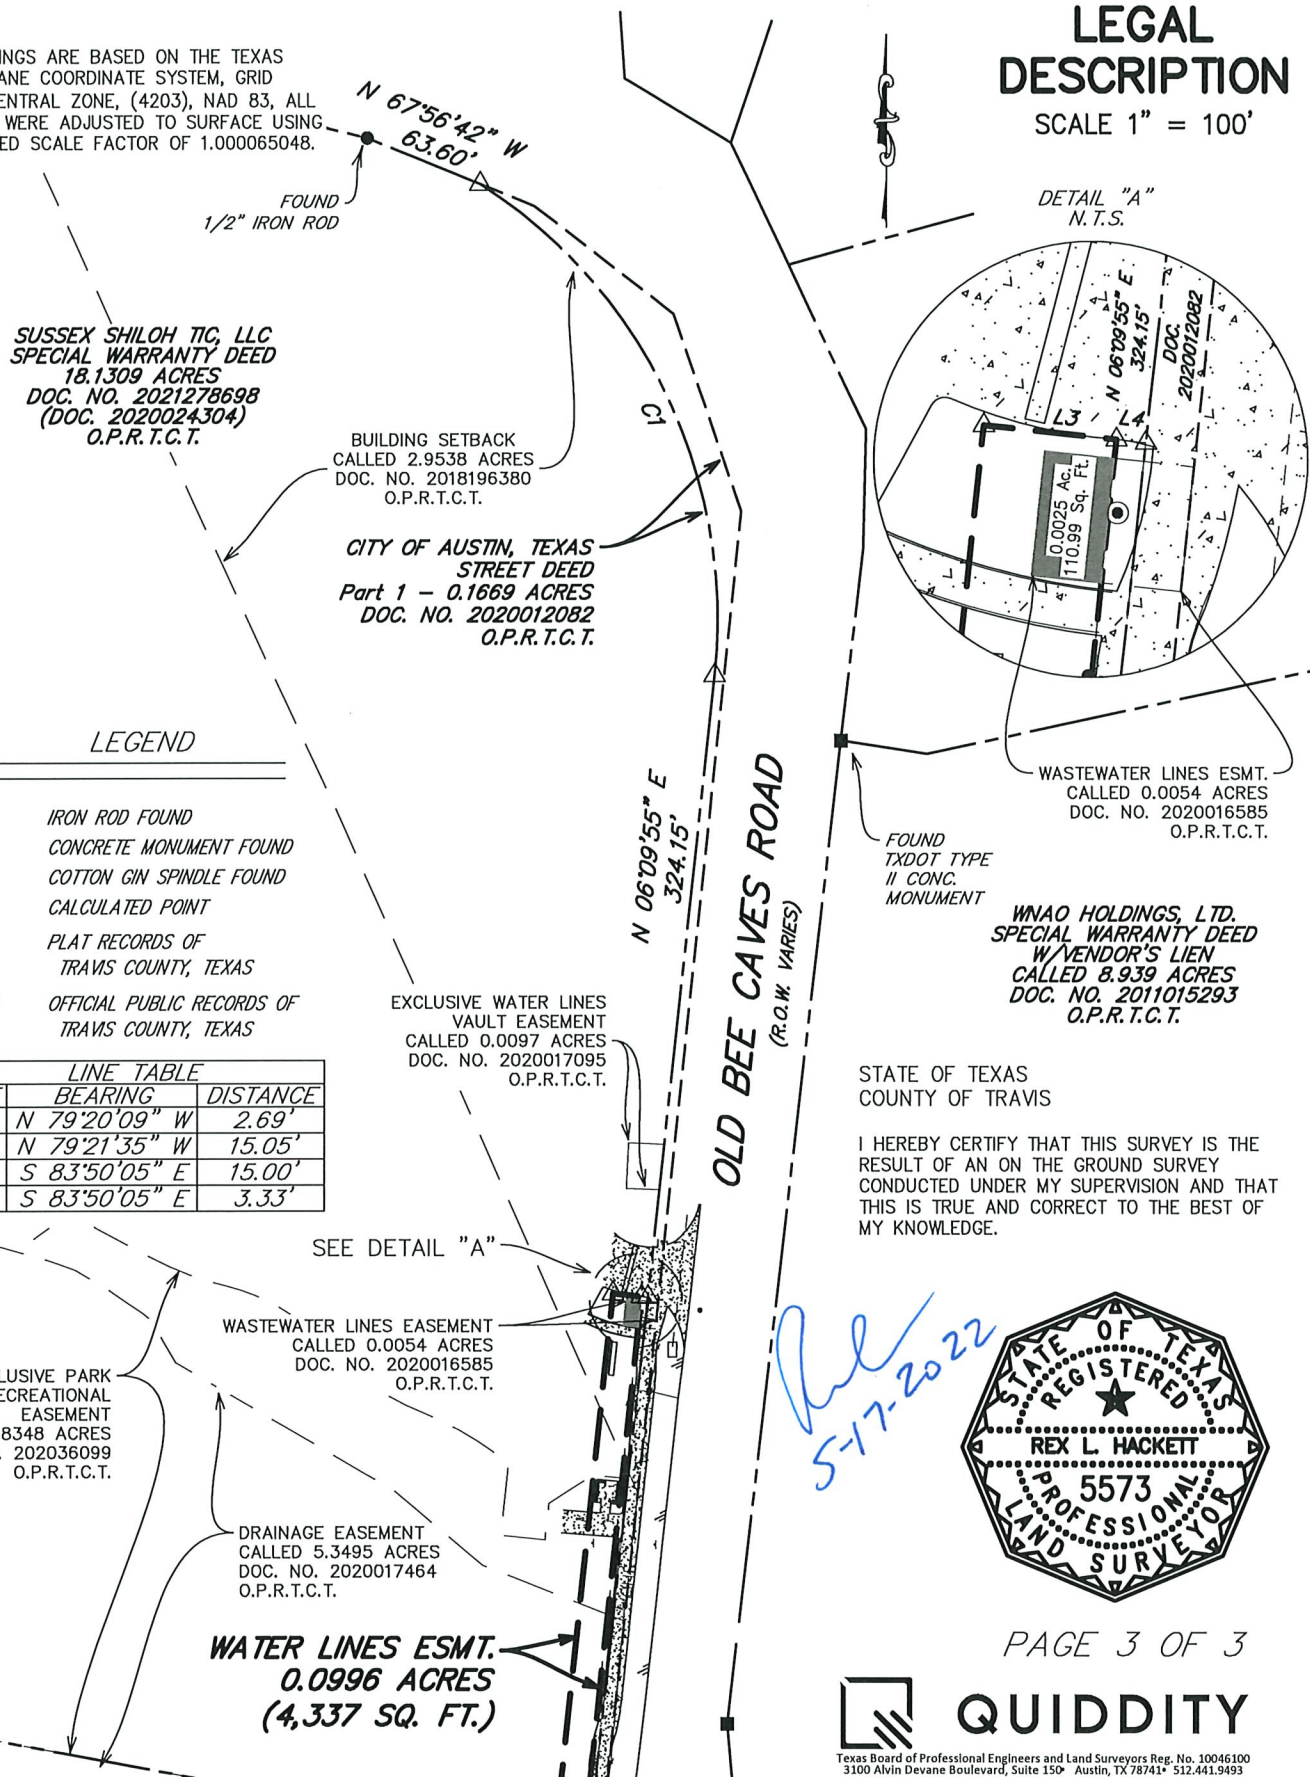 LEGAL
DESCRIPTION
SCALE 1" = 100'
INGS ARE BASED ON THE TEXAS
ANE COORDINATE SYSTEM, GRID
ENTRAL ZONE, (4203), NAD 83, ALL
WERE ADJUSTED TO SURFACE USING
ED SCALE FACTOR OF 1.000065048.
N 67°56'42" W
63.60'
FOUND
1/2" IRON ROD
DETAIL "A"
N.T.S.
N 06°09'55" E
324.15'
DOC.
2020012082
L3
L4
0.0025 Ac.
110.99 Sq. Ft.
SUSSEX SHILOH TIC, LLC
SPECIAL WARRANTY DEED
18.1309 ACRES
DOC. NO. 2021278698
(DOC. 2020024304)
O.P.R.T.C.T.
C1
BUILDING SETBACK
CALLED 2.9538 ACRES
DOC. NO. 2018196380
O.P.R.T.C.T.
CITY OF AUSTIN, TEXAS
STREET DEED
Part 1 - 0.1669 ACRES
DOC. NO. 2020012082
O.P.R.T.C.T.
LEGEND
IRON ROD FOUND
CONCRETE MONUMENT FOUND
COTTON GIN SPINDLE FOUND
CALCULATED POINT
PLAT RECORDS OF
TRAVIS COUNTY, TEXAS
OFFICIAL PUBLIC RECORDS OF
TRAVIS COUNTY, TEXAS
N 06°09'55" E
324.15'
OLD BEE CAVES ROAD
(R.O.W. VARIES)
WASTEWATER LINES ESMT.
CALLED 0.0054 ACRES
DOC. NO. 2020016585
O.P.R.T.C.T.
FOUND
TXDOT TYPE
II CONC.
MONUMENT
WNAO HOLDINGS, LTD.
SPECIAL WARRANTY DEED
W/VENDOR'S LIEN
CALLED 8.939 ACRES
DOC. NO. 2011015293
O.P.R.T.C.T.
EXCLUSIVE WATER LINES
VAULT EASEMENT
CALLED 0.0097 ACRES
DOC. NO. 2020017095
O.P.R.T.C.T.
LINE TABLE
BEARING DISTANCE
N 79°20'09" W 2.69'
N 79°21'35" W 15.05'
S 83°50'05" E 15.00'
S 83°50'05" E 3.33'
STATE OF TEXAS
COUNTY OF TRAVIS
I HEREBY CERTIFY THAT THIS SURVEY IS THE
RESULT OF AN ON THE GROUND SURVEY
CONDUCTED UNDER MY SUPERVISION AND THAT
THIS IS TRUE AND CORRECT TO THE BEST OF
MY KNOWLEDGE.
SEE DETAIL "A"
WASTEWATER LINES EASEMENT
CALLED 0.0054 ACRES
DOC. NO. 2020016585
O.P.R.T.C.T.
LUSIVE PARK
ECREATIONAL
EASEMENT
8348 ACRES
. 202036099
O.P.R.T.C.T.
DRAINAGE EASEMENT
CALLED 5.3495 ACRES
DOC. NO. 2020017464
O.P.R.T.C.T.
WATER LINES ESMT.
0.0996 ACRES
(4,337 SQ. FT.)
5-17-2022
STATE OF TEXAS
REGISTERED
REX L. HACKETT
5573
PROFESSIONAL
LAND SURVEYOR
PAGE 3 OF 3
QUIDDITY
Texas Board of Professional Engineers and Land Surveyors Reg. No. 10046100
3100 Alvin Devane Boulevard, Suite 150• Austin, TX 78741• 512.441.9493